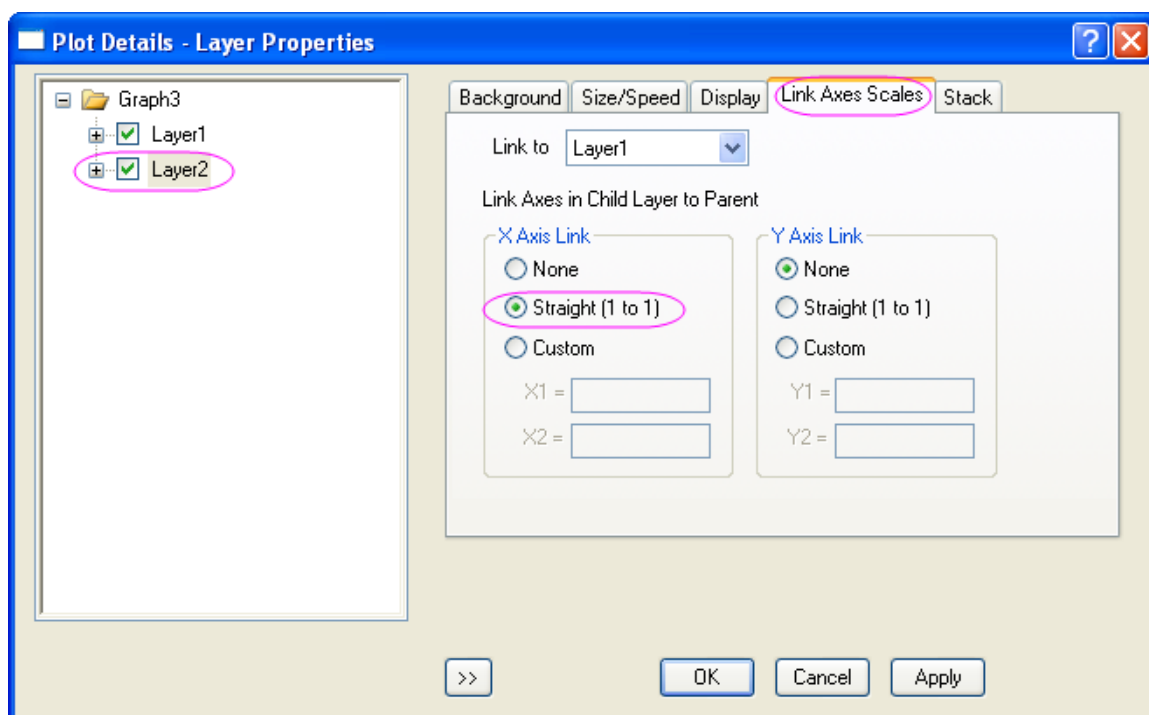 Plot Details - Layer Properties
Graph3
Layer1
Layer2
Background Size/Speed Display Link Axes Scales Stack
Link to Layer1
Link Axes in Child Layer to Parent
X Axis Link
None
Straight (1 to 1)
Custom
X1 =
X2 =
Y Axis Link
None
Straight (1 to 1)
Custom
Y1 =
Y2 =
>> OK Cancel Apply